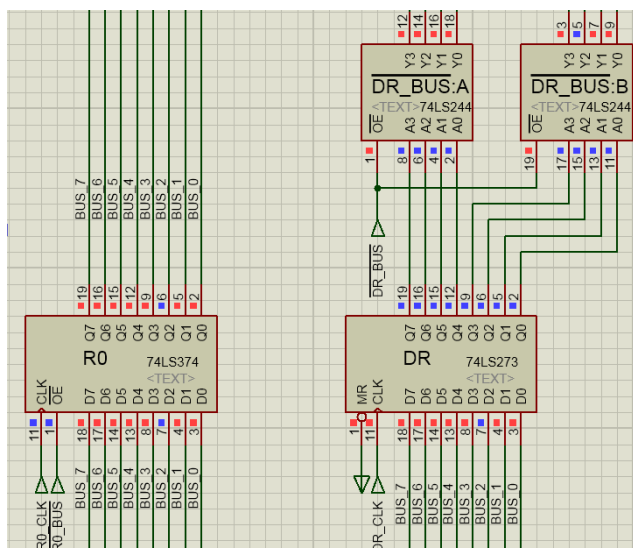 12 14 16 18
3 5 7 9
Y3 Y2 Y1 Y0
Y3 Y2 Y1 Y0
DR_BUS:A
DR_BUS:B
<TEXT> 74LS244
<TEXT> 74LS244
OE A3 A2 A1 A0
OE A3 A2 A1 A0
1 8 6 4 2
19 17 15 13 11
BUS_7 BUS_6 BUS_5 BUS_4 BUS_3 BUS_2 BUS_1 BUS_0
DR_BUS
19 16 15 12 9 6 5 2
19 16 15 12 9 6 5 2
Q7 Q6 Q5 Q4 Q3 Q2 Q1 Q0
Q7 Q6 Q5 Q4 Q3 Q2 Q1 Q0
R0 74LS374
DR 74LS273
<TEXT>
<TEXT>
CLK OE D7 D6 D5 D4 D3 D2 D1 D0
MR CLK D7 D6 D5 D4 D3 D2 D1 D0
11 1 18 17 14 13 8 7 4 3
1 11 18 17 14 13 8 7 4 3
R0_CLK R0_BUS
BUS_7 BUS_6 BUS_5 BUS_4 BUS_3 BUS_2 BUS_1 BUS_0
DR_CLK
BUS_7 BUS_6 BUS_5 BUS_4 BUS_3 BUS_2 BUS_1 BUS_0